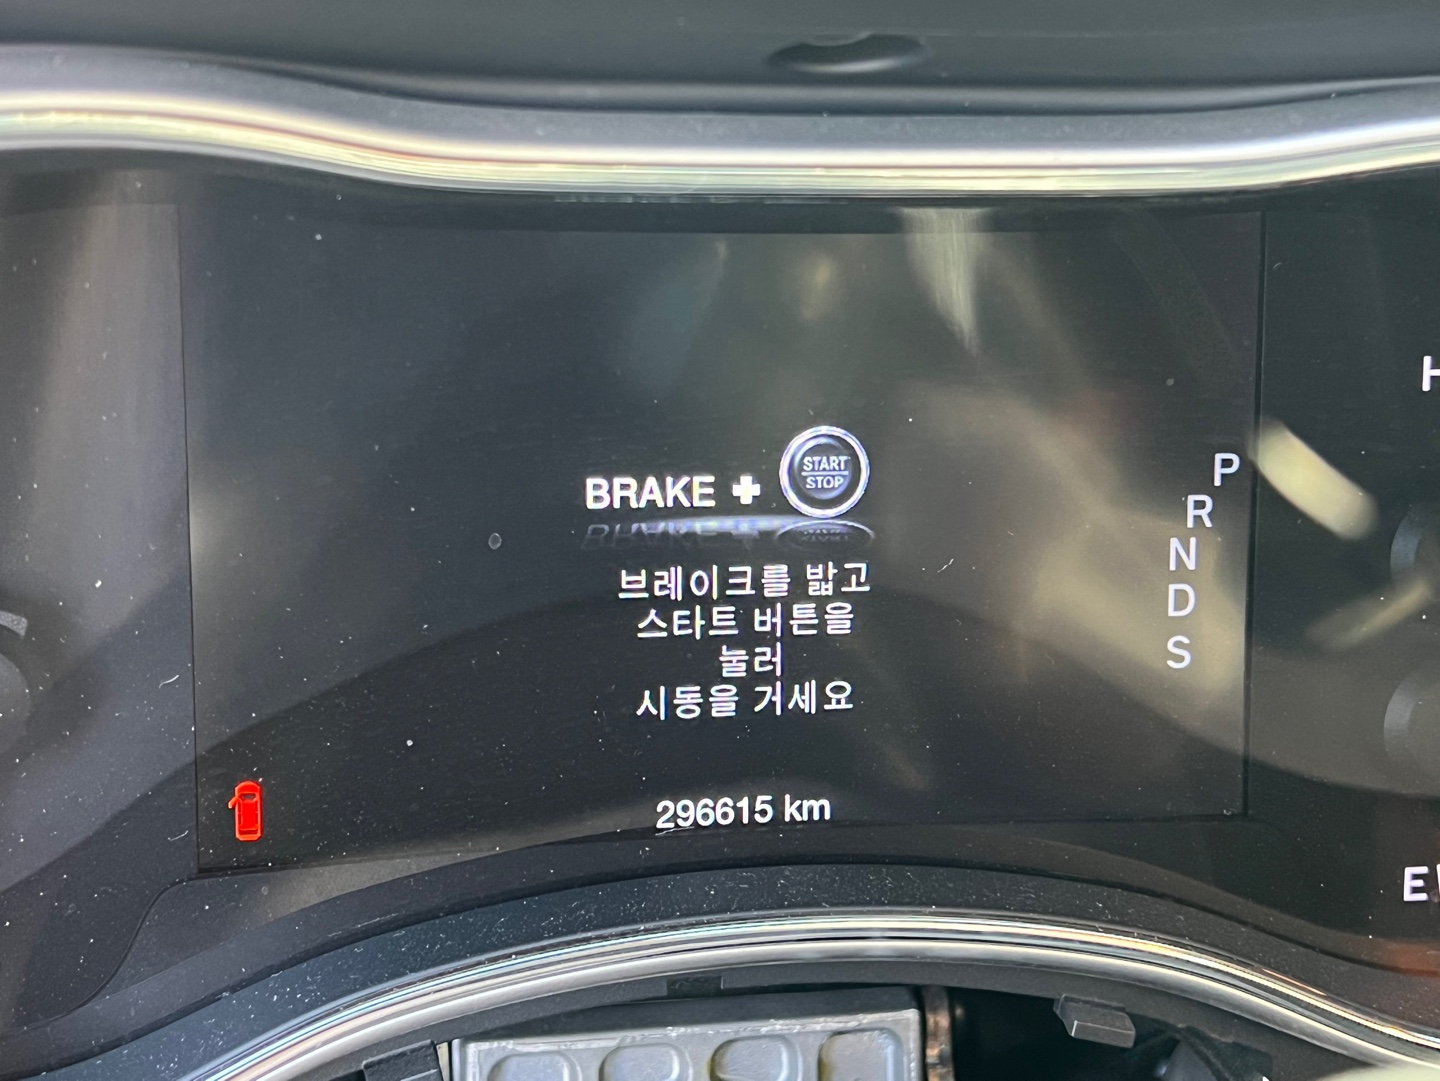 BRAKE + START
STOP
브레이크를 밟고
스타트 버튼을
눌러
시동을 거세요
296615 km
P
R
N
D
S
H
E